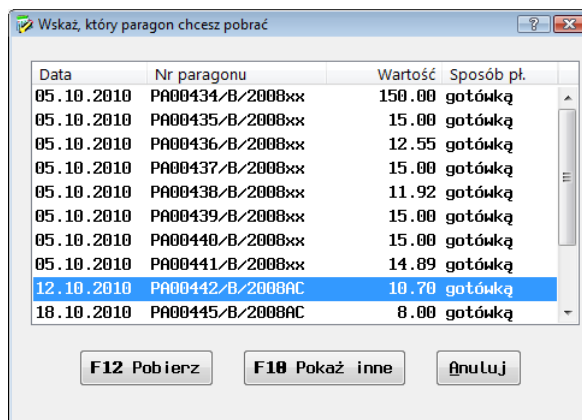 Wskaż, który paragon chcesz pobrać
Data Nr paragonu Wartość Sposób pł.
05.10.2010 PA00434/B/2008xx 150.00 gotówką
05.10.2010 PA00435/B/2008xx 15.00 gotówką
05.10.2010 PA00436/B/2008xx 12.55 gotówką
05.10.2010 PA00437/B/2008xx 15.00 gotówką
05.10.2010 PA00438/B/2008xx 11.92 gotówką
05.10.2010 PA00439/B/2008xx 15.00 gotówką
05.10.2010 PA00440/B/2008xx 15.00 gotówką
05.10.2010 PA00441/B/2008xx 14.89 gotówką
12.10.2010 PA00442/B/2008AC 10.70 gotówką
18.10.2010 PA00445/B/2008AC 8.00 gotówką
F12 Pobierz F10 Pokaż inne Anuluj